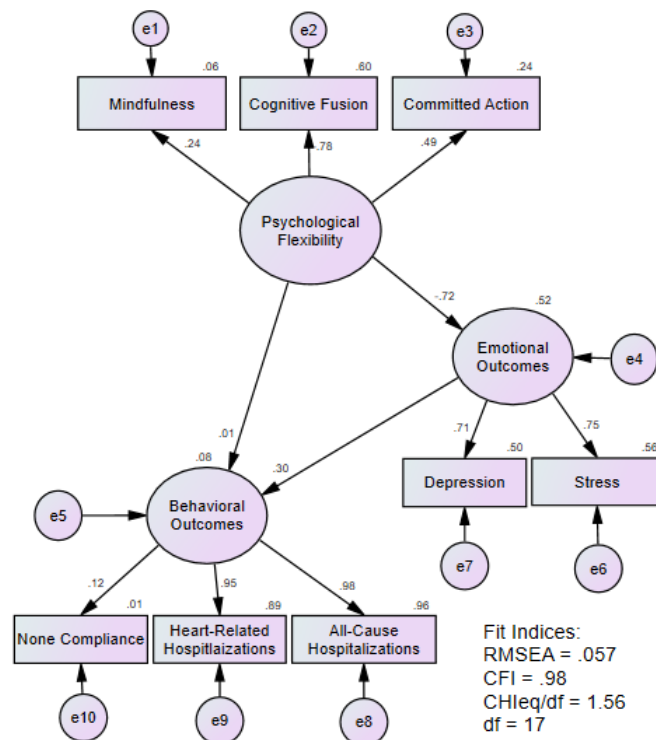 e1
e2
e3
.06
.60
.24
Mindfulness
Cognitive Fusion
Committed Action
.24
-.78
.49
Psychological
Flexibility
-.72
.52
Emotional
Outcomes
e4
.01
.30
.71
.75
.08
.50
.56
Behavioral
Outcomes
Depression
Stress
e5
e7
e6
.12
.95
.98
.01
.89
.96
None Compliance
Heart-Related
Hospitlaizations
All-Cause
Hospitalizations
e10
e9
e8
Fit Indices:
RMSEA = .057
CFI = .98
CHIeq/df = 1.56
df = 17